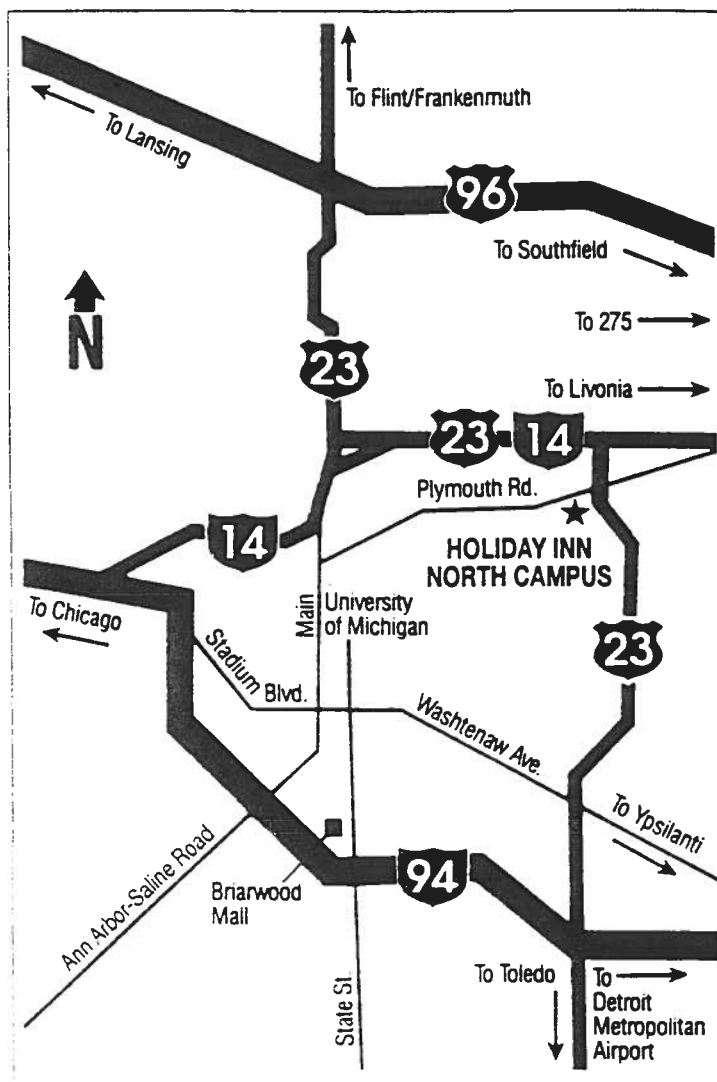 To Flint/Frankenmuth
To Lansing
96
To Southfield
N
To 275
23
To Livonia
23
14
Plymouth Rd.
14
HOLIDAY INN
NORTH CAMPUS
To Chicago
Main
University
of Michigan
23
Stadium Blvd.
Washtenaw Ave.
To Ypsilanti
Ann Arbor-Saline Road
Briarwood
Mall
94
State St.
To Toledo
To
Detroit
Metropolitan
Airport